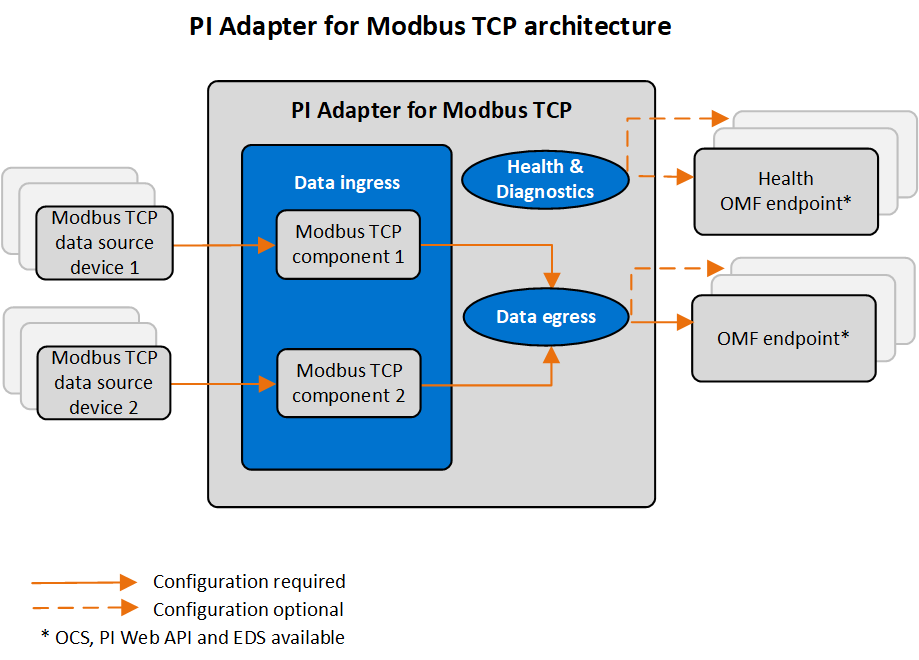 PI Adapter for Modbus TCP architecture
PI Adapter for Modbus TCP
Data ingress
Health &
Diagnostics
Health
OMF endpoint*
Modbus TCP
data source
device 1
Modbus TCP
component 1
Data egress
OMF endpoint*
Modbus TCP
data source
device 2
Modbus TCP
component 2
Configuration required
Configuration optional
* OCS, PI Web API and EDS available